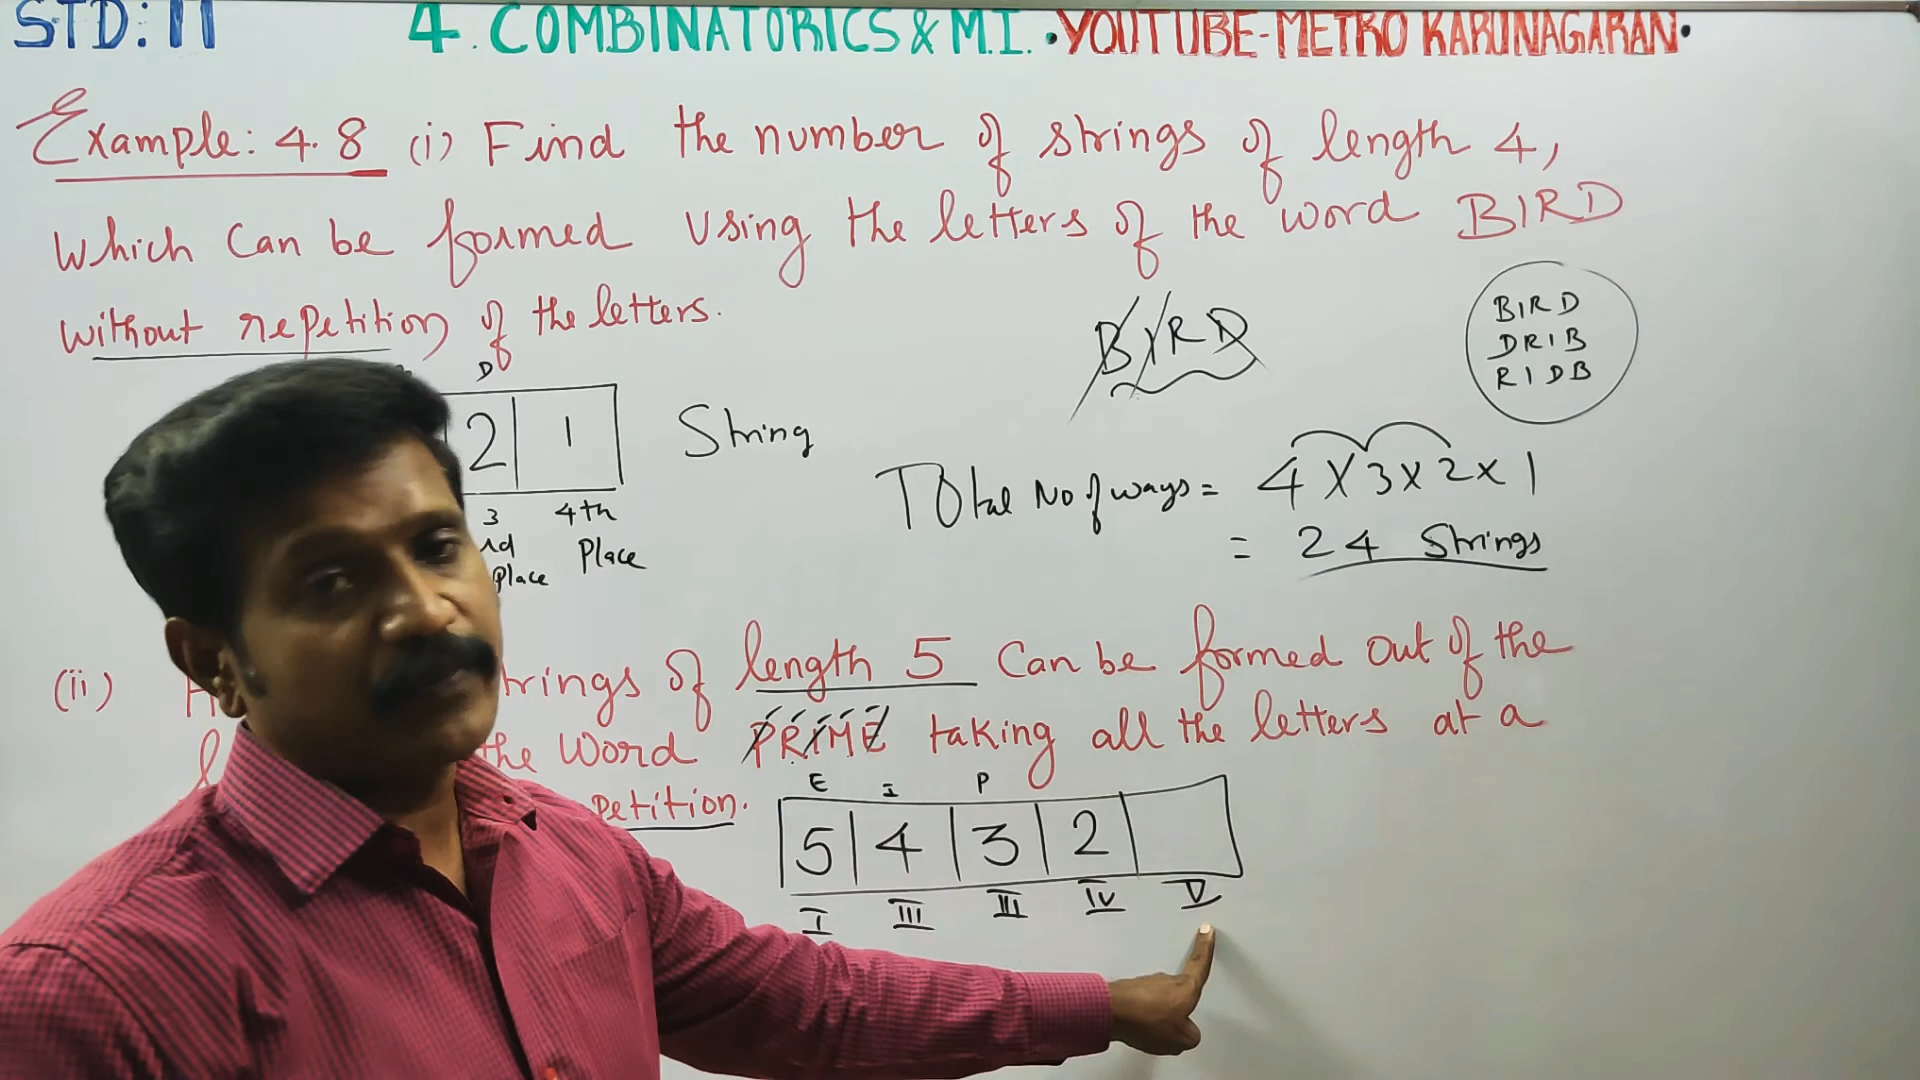 STD: 11 4. COMBINATORICS & M.I. •YOUTUBE-METRO KARUNAGARAN•
Example: 4.8 (i) Find the number of strings of length 4,
which can be formed using the letters of the word BIRD
without repetition of the letters.
BIRD
DRIB
RIDB
BIRD
D
2 1 String
3rd Place 4th Place
Total No of ways = 4 X 3 X 2 X 1
= 24 Strings
(ii) trings of length 5 can be formed out of the
the word PRIME taking all the letters at a
petition.
E I P
5 4 3 2
I III III IV V